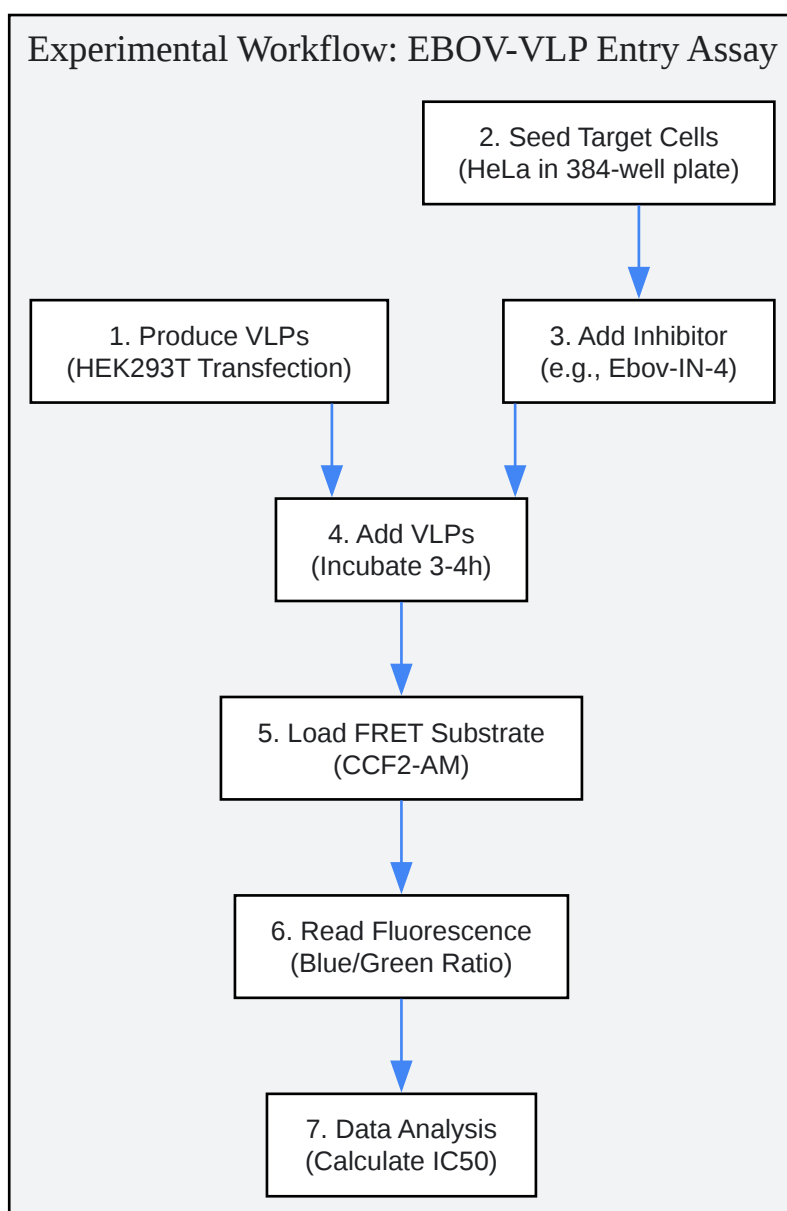 Experimental Workflow: EBOV-VLP Entry Assay
2. Seed Target Cells
(HeLa in 384-well plate)
1. Produce VLPs
(HEK293T Transfection)
3. Add Inhibitor
(e.g., Ebov-IN-4)
4. Add VLPs
(Incubate 3-4h)
5. Load FRET Substrate
(CCF2-AM)
6. Read Fluorescence
(Blue/Green Ratio)
7. Data Analysis
(Calculate IC50)